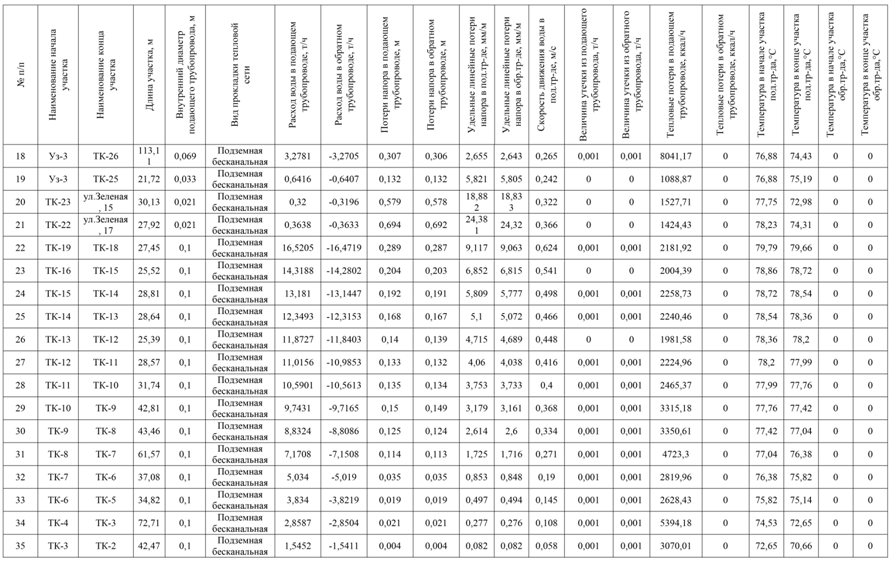 № п/п | Наименование начала участка | Наименование конца участка | Длина участка, м | Внутренний диаметр подающего трубопровода, м | Вид прокладки тепловой сети | Расход воды в подающем трубопроводе, т/ч | Расход воды в обратном трубопроводе, т/ч | Потери напора в подающем трубопроводе, м | Потери напора в обратном трубопроводе, м | Удельные линейные потери напора в под.тр-де, мм/м | Удельные линейные потери напора в обр.тр-де, мм/м | Скорость движения воды в под.тр-де, м/с | Величина утечки из подающего трубопровода, т/ч | Величина утечки из обратного трубопровода, т/ч | Тепловые потери в подающем трубопроводе, ккал/ч | Тепловые потери в обратном трубопроводе, ккал/ч | Температура в начале участка под.тр-да,°C | Температура в конце участка под.тр-да,°C | Температура в начале участка обр.тр-да,°C | Температура в конце участка обр.тр-да,°C
18 | Уз-3 | ТК-26 | 113,11 | 0,069 | Подземная бесканальная | 3,2781 | -3,2705 | 0,307 | 0,306 | 2,655 | 2,643 | 0,265 | 0,001 | 0,001 | 8041,17 | 0 | 76,88 | 74,43 | 0 | 0
19 | Уз-3 | ТК-26 | 21,72 | 0,033 | Подземная бесканальная | 0,6416 | -0,6407 | 0,132 | 0,132 | 5,821 | 5,805 | 0,242 | 0 | 0 | 1088,87 | 0 | 76,88 | 75,19 | 0 | 0
20 | ТК-23 | ул.Зеленая, 15 | 30,13 | 0,021 | Подземная бесканальная | 0,32 | -0,3196 | 0,579 | 0,578 | 18,882 | 18,833 | 0,322 | 0 | 0 | 1527,71 | 0 | 77,75 | 72,98 | 0 | 0
21 | ТК-22 | ул.Зеленая, 17 | 27,92 | 0,021 | Подземная бесканальная | 0,3638 | -0,3633 | 0,694 | 0,692 | 24,381 | 24,32 | 0,366 | 0 | 0 | 1424,43 | 0 | 78,23 | 74,31 | 0 | 0
22 | ТК-19 | ТК-18 | 27,45 | 0,1 | Подземная бесканальная | 16,5205 | -16,4719 | 0,289 | 0,287 | 9,117 | 9,063 | 0,624 | 0,001 | 0,001 | 2181,92 | 0 | 79,79 | 79,66 | 0 | 0
23 | ТК-16 | ТК-15 | 25,52 | 0,1 | Подземная бесканальная | 14,3188 | -14,2802 | 0,204 | 0,203 | 6,852 | 6,815 | 0,541 | 0 | 0 | 2004,39 | 0 | 78,86 | 78,72 | 0 | 0
24 | ТК-15 | ТК-14 | 28,81 | 0,1 | Подземная бесканальная | 13,181 | -13,1447 | 0,192 | 0,191 | 5,809 | 5,777 | 0,498 | 0,001 | 0,001 | 2258,73 | 0 | 78,72 | 78,54 | 0 | 0
25 | ТК-14 | ТК-13 | 28,64 | 0,1 | Подземная бесканальная | 12,3493 | -12,3153 | 0,168 | 0,167 | 5,1 | 5,072 | 0,466 | 0,001 | 0,001 | 2240,46 | 0 | 78,54 | 78,36 | 0 | 0
26 | ТК-13 | ТК-12 | 25,39 | 0,1 | Подземная бесканальная | 11,8727 | -11,8403 | 0,14 | 0,139 | 4,715 | 4,689 | 0,448 | 0 | 0 | 1981,58 | 0 | 78,36 | 78,2 | 0 | 0
27 | ТК-12 | ТК-11 | 28,57 | 0,1 | Подземная бесканальная | 11,0156 | -10,9853 | 0,133 | 0,132 | 4,06 | 4,038 | 0,416 | 0,001 | 0,001 | 2224,96 | 0 | 78,2 | 77,99 | 0 | 0
28 | ТК-11 | ТК-10 | 31,74 | 0,1 | Подземная бесканальная | 10,5901 | -10,5613 | 0,135 | 0,134 | 3,753 | 3,733 | 0,4 | 0,001 | 0,001 | 2465,37 | 0 | 77,99 | 77,76 | 0 | 0
29 | ТК-10 | ТК-9 | 42,81 | 0,1 | Подземная бесканальная | 9,7431 | -9,7165 | 0,15 | 0,149 | 3,179 | 3,161 | 0,368 | 0,001 | 0,001 | 3315,18 | 0 | 77,76 | 77,42 | 0 | 0
30 | ТК-9 | ТК-8 | 43,46 | 0,1 | Подземная бесканальная | 8,8324 | -8,8086 | 0,125 | 0,124 | 2,614 | 2,6 | 0,334 | 0,001 | 0,001 | 3350,61 | 0 | 77,42 | 77,04 | 0 | 0
31 | ТК-8 | ТК-7 | 61,57 | 0,1 | Подземная бесканальная | 7,1708 | -7,1508 | 0,114 | 0,113 | 1,725 | 1,716 | 0,271 | 0,001 | 0,001 | 4723,3 | 0 | 77,04 | 76,38 | 0 | 0
32 | ТК-7 | ТК-6 | 37,08 | 0,1 | Подземная бесканальная | 5,034 | -5,019 | 0,035 | 0,035 | 0,853 | 0,848 | 0,19 | 0,001 | 0,001 | 2819,96 | 0 | 76,38 | 75,82 | 0 | 0
33 | ТК-6 | ТК-5 | 34,82 | 0,1 | Подземная бесканальная | 3,834 | -3,8219 | 0,019 | 0,019 | 0,497 | 0,494 | 0,145 | 0,001 | 0,001 | 2628,43 | 0 | 75,82 | 75,14 | 0 | 0
34 | ТК-4 | ТК-3 | 72,71 | 0,1 | Подземная бесканальная | 2,8587 | -2,8504 | 0,021 | 0,021 | 0,277 | 0,276 | 0,108 | 0,001 | 0,001 | 5394,18 | 0 | 74,53 | 72,65 | 0 | 0
35 | ТК-3 | ТК-2 | 42,47 | 0,1 | Подземная бесканальная | 1,5452 | -1,5411 | 0,004 | 0,004 | 0,082 | 0,082 | 0,058 | 0,001 | 0,001 | 3070,01 | 0 | 72,65 | 70,66 | 0 | 0